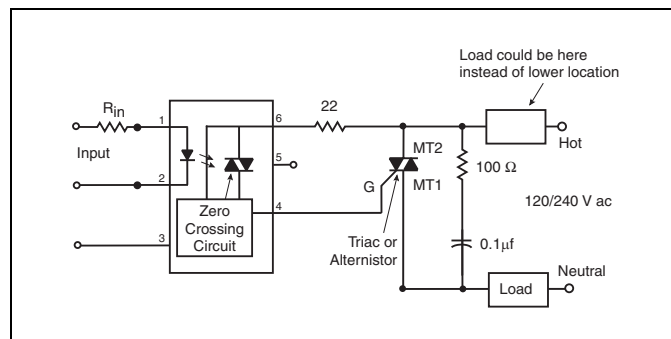 Load could be here
instead of lower location
Rin
1
6
22
Hot
Input
5
MT2
100 Ω
MT1
G
2
4
120/240 V ac
Zero
Crossing
Circuit
Triac or
Alternistor
3
0.1µf
Neutral
Load